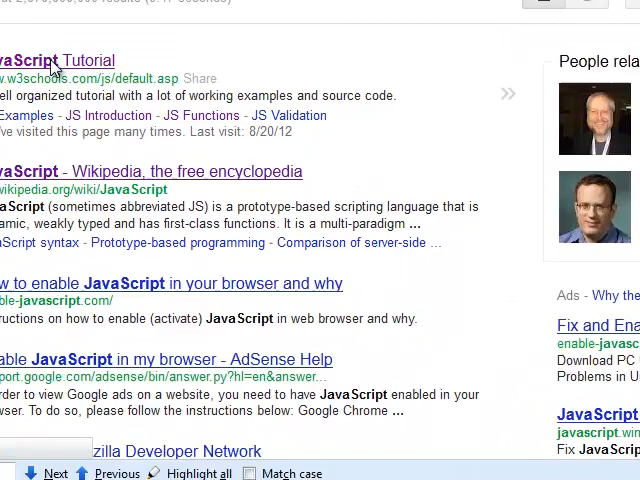 vaScript Tutorial
w.w3schools.com/js/default.asp Share
ell organized tutorial with a lot of working examples and source code.
Examples - JS Introduction - JS Functions - JS Validation
've visited this page many times. Last visit: 8/20/12
vaScript - Wikipedia, the free encyclopedia
wikipedia.org/wiki/JavaScript
aScript (sometimes abbreviated JS) is a prototype-based scripting language that is
amic, weakly typed and has first-class functions. It is a multi-paradigm ...
aScript syntax - Prototype-based programming - Comparison of server-side ...
w to enable JavaScript in your browser and why
ble-javascript.com/
ructions on how to enable (activate) JavaScript in web browser and why.
able JavaScript in my browser - AdSense Help
port.google.com/adsense/bin/answer.py?hl=en&answer...
rder to view Google ads on a website, you need to have JavaScript enabled in your
wser. To do so, please follow the instructions below: Google Chrome ...
zilla Developer Network
People rela
Ads - Why the
Fix and Ena
enable-javasc
Download PC
Problems in U
JavaScript
javascript.win
Fix JavaScrip
Next Previous Highlight all Match case